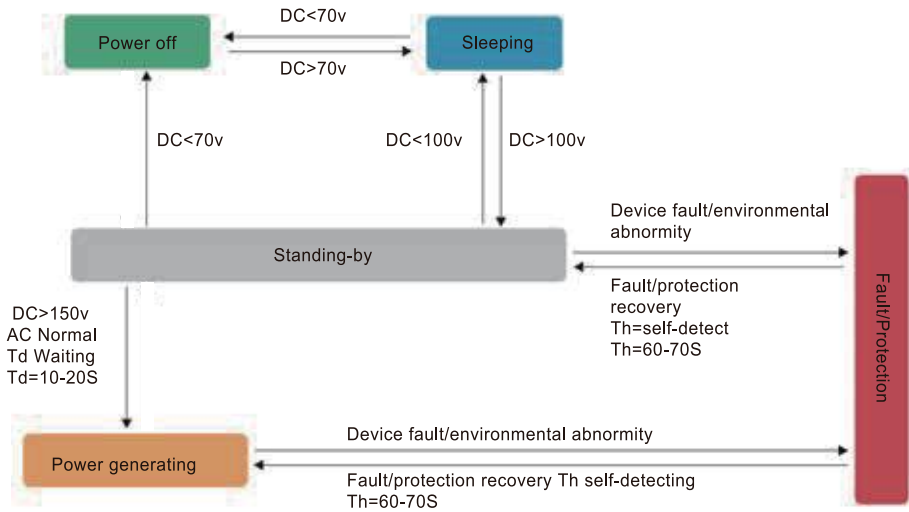 DC<70v
Power off
Sleeping
DC>70v
DC<70v
DC<100v
DC>100v
Device fault/environmental
abnormity
Standing-by
Fault/protection
recovery
Th=self-detect
Th=60-70S
Fault/Protection
DC>150v
AC Normal
Td Waiting
Td=10-20S
Device fault/environmental abnormity
Power generating
Fault/protection recovery Th self-detecting
Th=60-70S